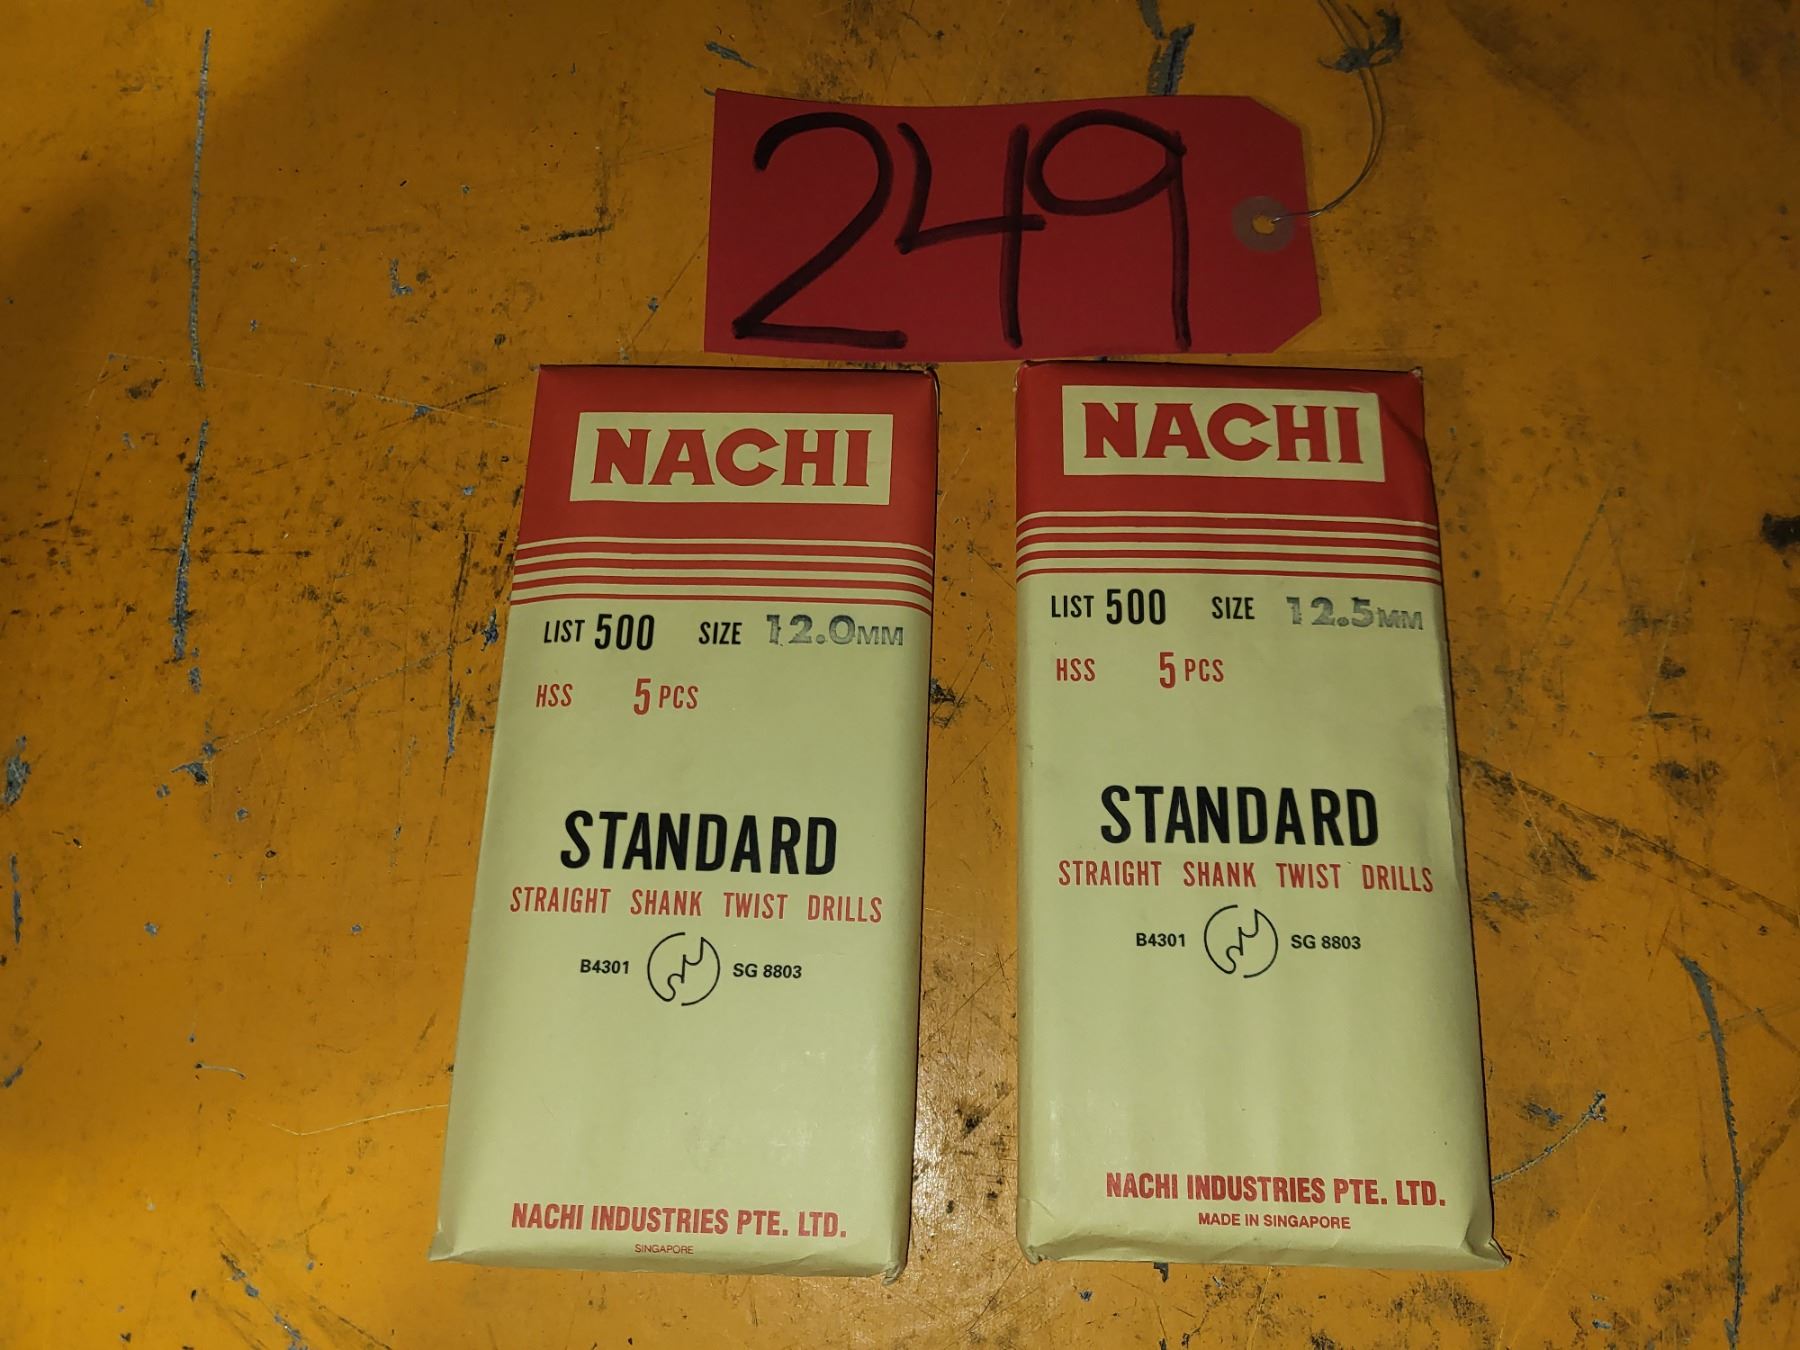 249
NACHI
LIST 500 SIZE 12.0MM
HSS 5 PCS
STANDARD
STRAIGHT SHANK TWIST DRILLS
B4301 SG 8803
NACHI INDUSTRIES PTE. LTD.
SINGAPORE
NACHI
LIST 500 SIZE 12.5MM
HSS 5 PCS
STANDARD
STRAIGHT SHANK TWIST DRILLS
B4301 SG 8803
NACHI INDUSTRIES PTE. LTD.
MADE IN SINGAPORE